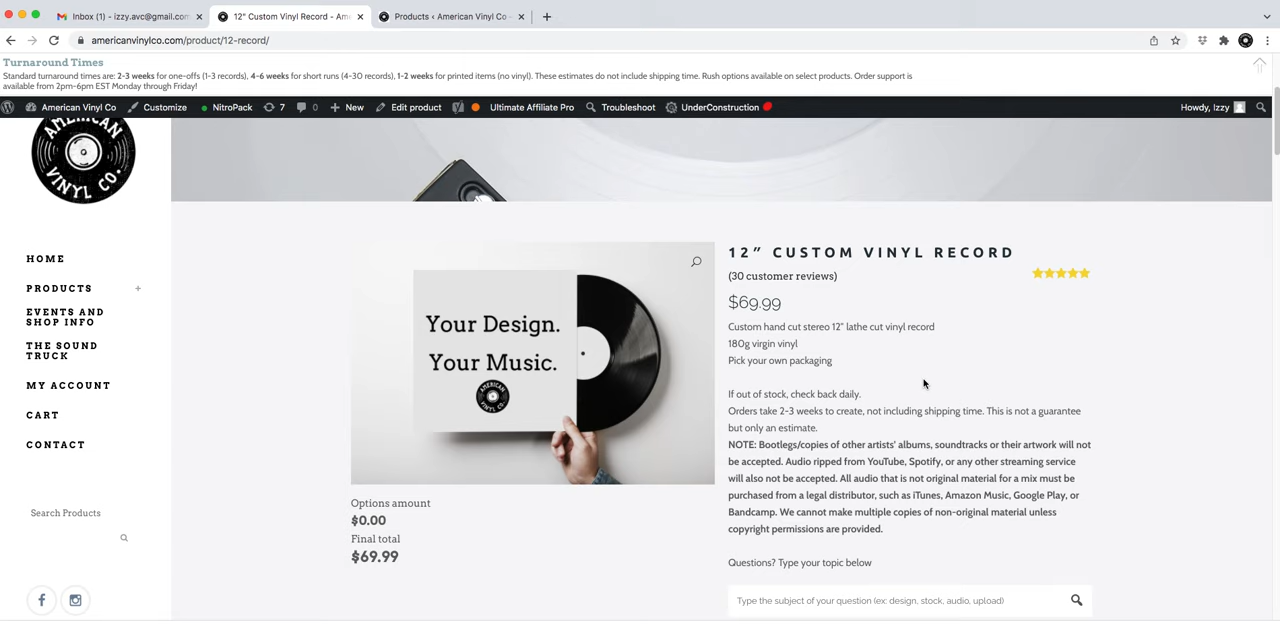 Inbox (1) - izzy.avc@gmail.com
12" Custom Vinyl Record - Am
Products ‹ American Vinyl Co -
americanvinylco.com/product/12-record/
Turnaround Times
Standard turnaround times are: 2-3 weeks for one-offs (1-3 records), 4-6 weeks for short runs (4-30 records), 1-2 weeks for printed items (no vinyl). These estimates do not include shipping time. Rush options available on select products. Order support is
available from 2pm-6pm EST Monday through Friday!
American Vinyl Co Customize NitroPack 7 0 New Edit product Ultimate Affiliate Pro Troubleshoot UnderConstruction Howdy, Izzy
AMERICAN
VINYL CO.
HOME
PRODUCTS +
EVENTS AND
SHOP INFO
THE SOUND
TRUCK
MY ACCOUNT
CART
CONTACT
Search Products
Your Design.
Your Music.
Options amount
$0.00
Final total
$69.99
12″ CUSTOM VINYL RECORD
(30 customer reviews)
$69.99
Custom hand cut stereo 12" lathe cut vinyl record
180g virgin vinyl
Pick your own packaging
If out of stock, check back daily.
Orders take 2-3 weeks to create, not including shipping time. This is not a guarantee
but only an estimate.
NOTE: Bootlegs/copies of other artists' albums, soundtracks or their artwork will not
be accepted. Audio ripped from YouTube, Spotify, or any other streaming service
will also not be accepted. All audio that is not original material for a mix must be
purchased from a legal distributor, such as iTunes, Amazon Music, Google Play, or
Bandcamp. We cannot make multiple copies of non-original material unless
copyright permissions are provided.
Questions? Type your topic below
Type the subject of your question (ex: design, stock, audio, upload)